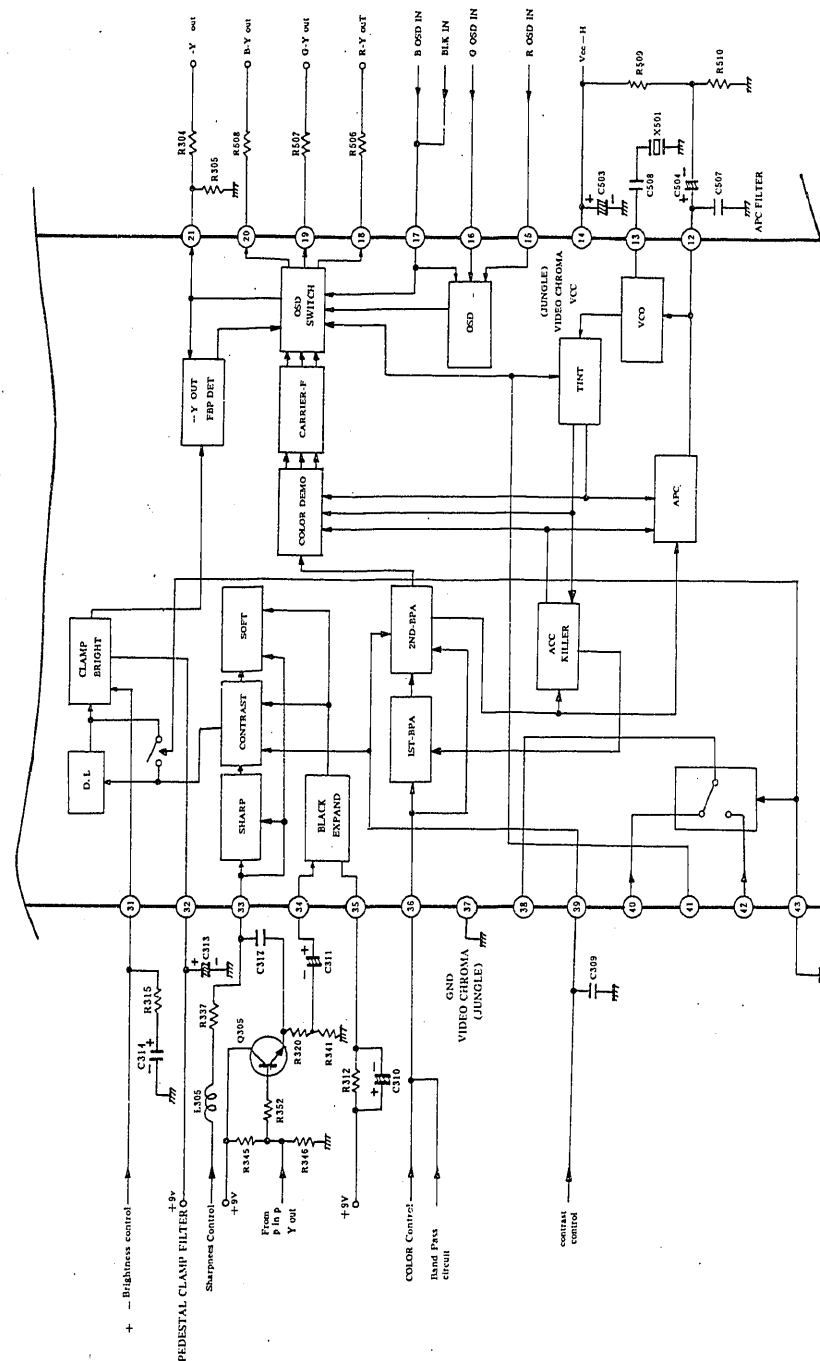 -Y out
B-Y out
G-Y out
R-Y ouT
B OSD IN
BLK IN
G OSD IN
R OSD IN
Vcc - H
R304
R305
R508
R507
R506
R509
R510
C503
X501
C508
C504
C507
APC FILTER
+
-
+
-
21
20
19
18
17
16
15
14
13
12
-- Y OUT
FBP DET
OSD
SWITCH
OSD -
(JUNGLE)
VIDEO CHROMA
VCC
VCO
TINT
CARRIER-F
COLOR DEMO
APC
CLAMP
BRIGHT
D.L
SOFT
CONTRAST
SHARP
BLACK
EXPAND
2ND-BPA
1ST-BPA
ACC
KILLER
31
32
33
34
35
36
37
38
39
40
41
42
43
R315
C314
- +
C313
+
-
R337
L305
C317
Q305
R320
R341
C311
- +
R352
R345
R346
R312
C310
+ -
GND
VIDEO CHROMA
(JUNGLE)
C309
+ - Brightness control
+9v
PEDESTAL CLAMP FILTER
Sharpnees Control
+9V
From
p in p
Y out
+9V
COLOR Control
Band Pass
circuit
contrast
control